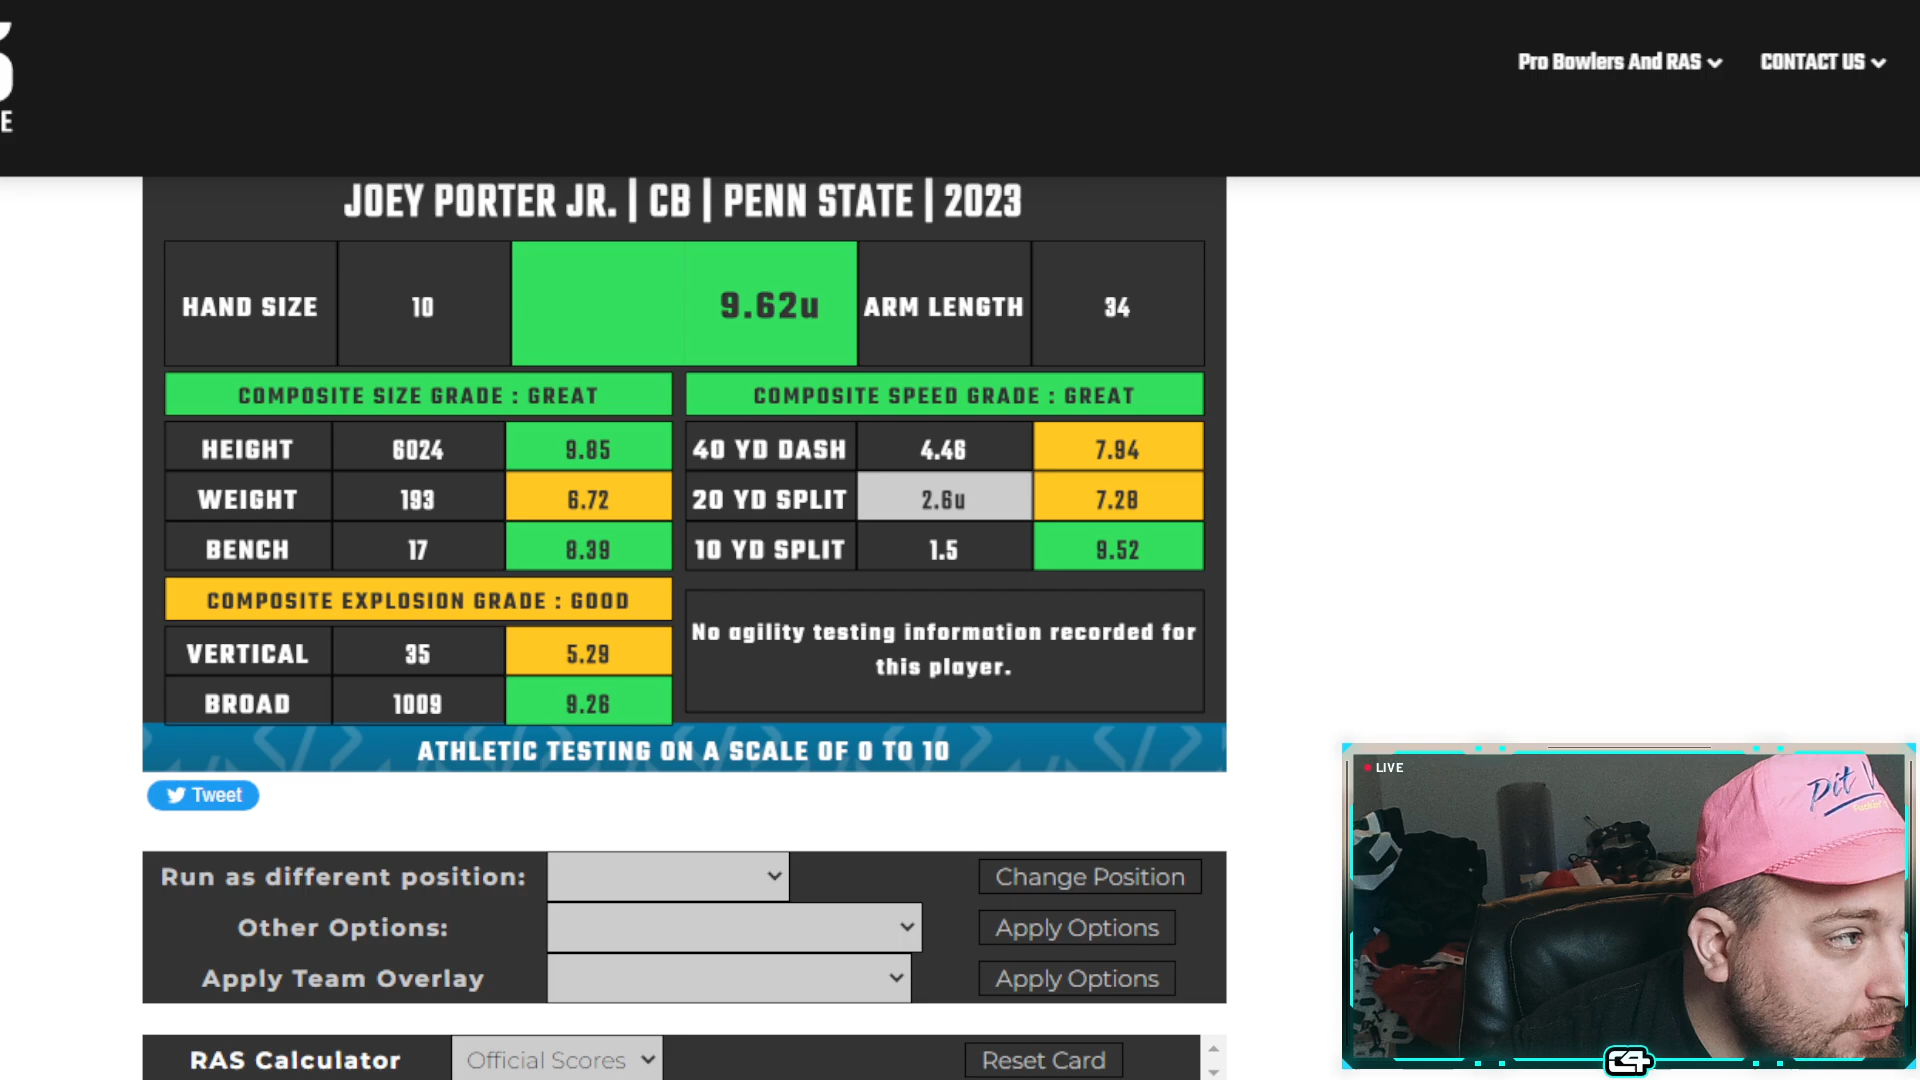 E
Pro Bowlers And RAS
CONTACT US
JOEY PORTER JR. | CB | PENN STATE | 2023
HAND SIZE 10 9.62u ARM LENGTH 34
COMPOSITE SIZE GRADE : GREAT
HEIGHT 6024 9.85
WEIGHT 193 6.72
BENCH 17 8.39
COMPOSITE SPEED GRADE : GREAT
40 YD DASH 4.46 7.94
20 YD SPLIT 2.6u 7.28
10 YD SPLIT 1.5 9.52
COMPOSITE EXPLOSION GRADE : GOOD
VERTICAL 35 5.29
BROAD 1009 9.26
No agility testing information recorded for
this player.
ATHLETIC TESTING ON A SCALE OF 0 TO 10
Tweet
Run as different position: Change Position
Other Options: Apply Options
Apply Team Overlay Apply Options
RAS Calculator Official Scores Reset Card
LIVE
Pit